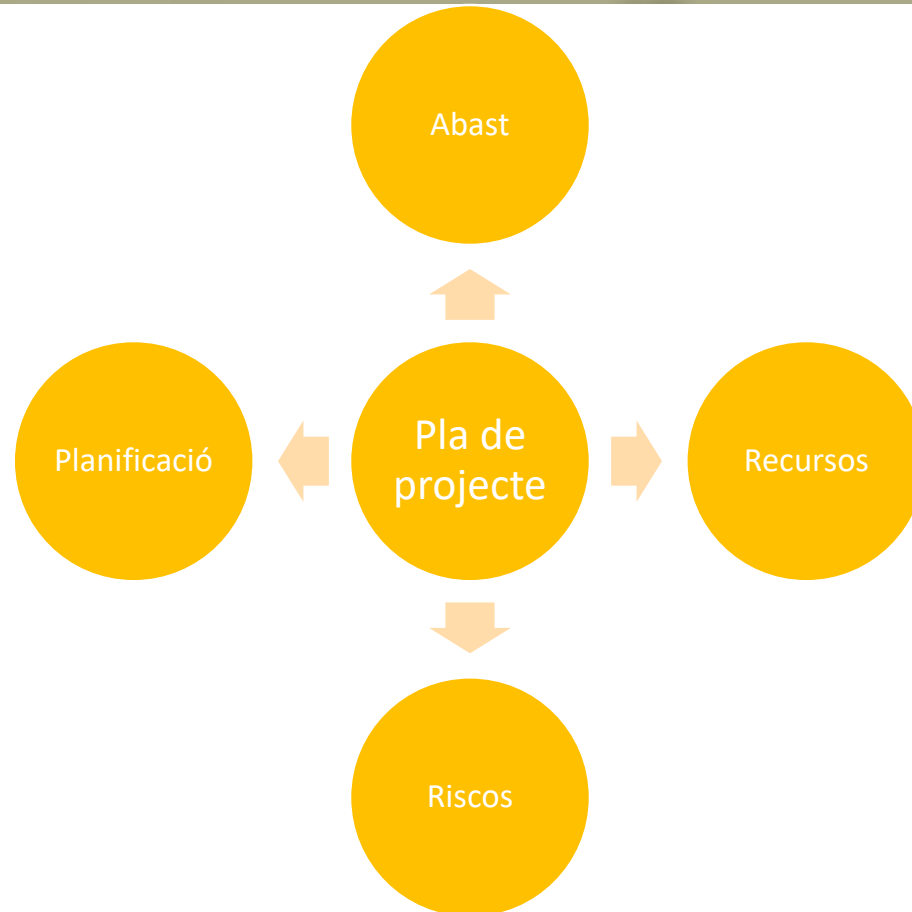 Abast
Planificació
Pla de
projecte
Recursos
Riscos